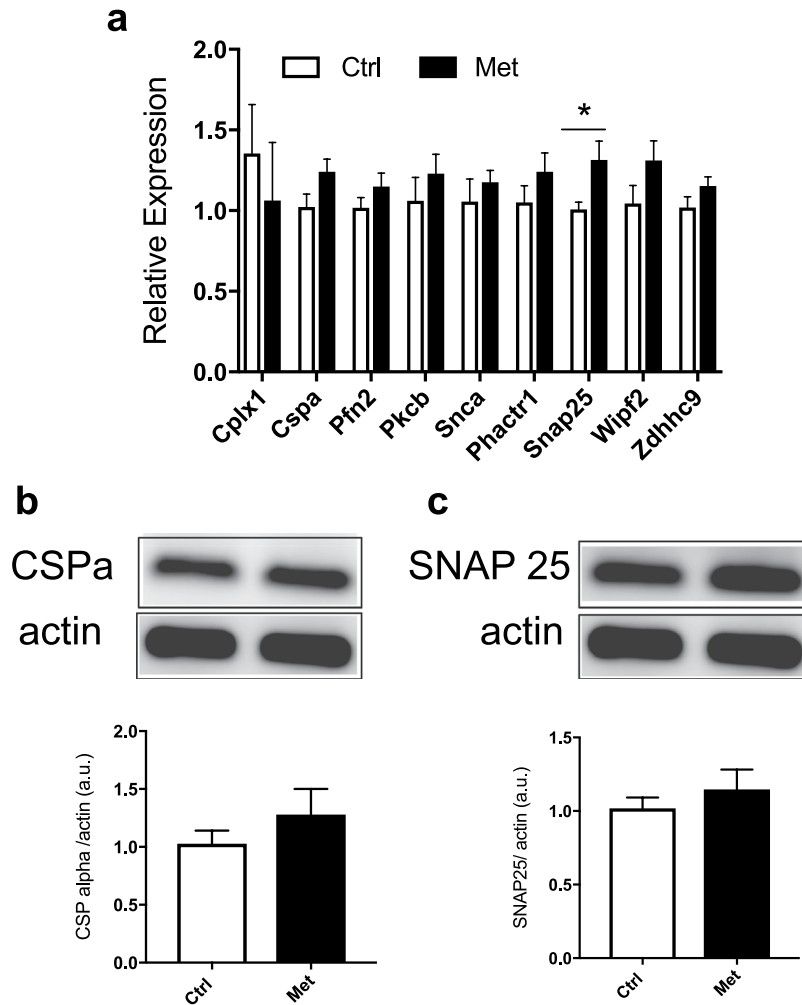 a
Ctrl Met
*
Relative Expression
2.0
1.5
1.0
0.5
0.0
Cplx1 Cspa Pfn2 Pkcb Snca Phactr1 Snap25 Wipf2 Zdhhc9
b
CSPa
actin
CSP alpha /actin (a.u.)
2.0
1.5
1.0
0.5
0.0
Ctrl Met
c
SNAP 25
actin
SNAP25/ actin (a.u.)
1.5
1.0
0.5
0.0
Ctrl Met